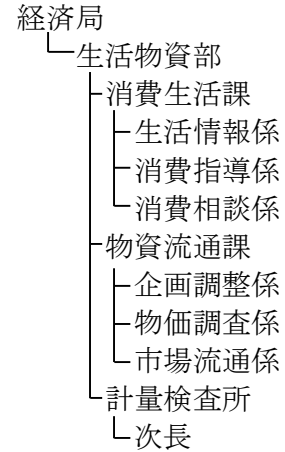 経済局
生活物資部
消費生活課
生活情報係
消費指導係
消費相談係
物資流通課
企画調整係
物価調査係
市場流通係
計量検査所
次長